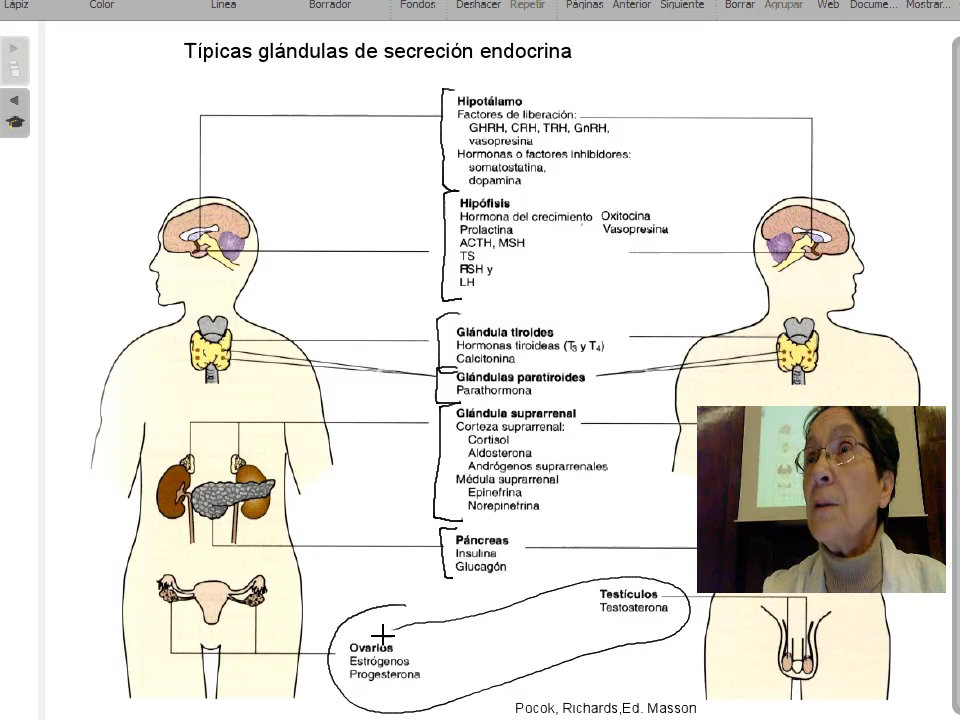 Lápiz Color Línea Borrador Fondos Deshacer Repetir Páginas Anterior Siguiente Borrar Agrupar Web Docume... Mostrar...
Típicas glándulas de secreción endocrina
Hipotálamo
Factores de liberación:
GHRH, CRH, TRH, GnRH,
vasopresina
Hormonas o factores inhibidores:
somatostatina,
dopamina
Hipófisis
Hormona del crecimiento Oxitocina
Prolactina Vasopresina
ACTH, MSH
TS
FSH y
LH
Glándula tiroides
Hormonas tiroideas (T3 y T4)
Calcitonina
Glándulas paratiroides
Parathormona
Glándula suprarrenal
Corteza suprarrenal:
Cortisol
Aldosterona
Andrógenos suprarrenales
Médula suprarrenal
Epinefrina
Norepinefrina
Páncreas
Insulina
Glucagón
Testículos
Testosterona
Ovarios
Estrógenos
Progesterona
Pocok, Richards,Ed. Masson